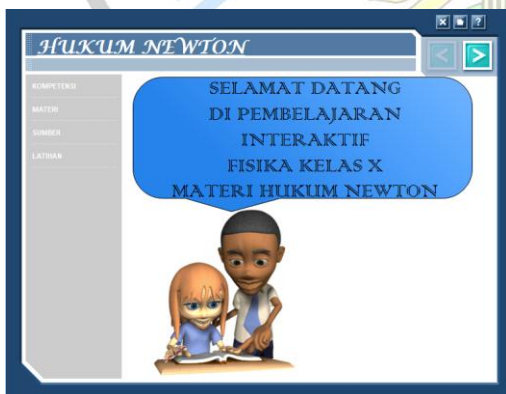 HUKUM NEWTON
KOMPETENSI
MATERI
SUMBER
LATIHAN
SELAMAT DATANG
DI PEMBELAJARAN
INTERAKTIF
FISIKA KELAS X
MATERI HUKUM NEWTON